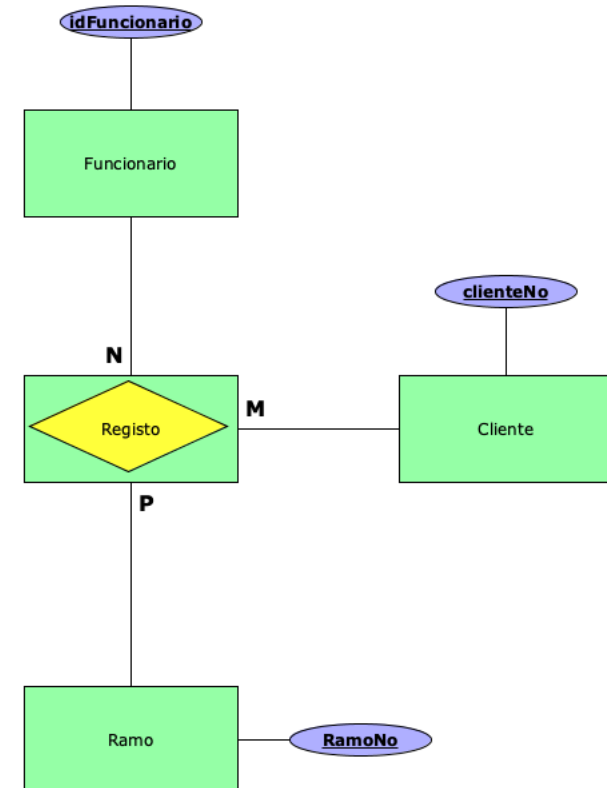 idFuncionario
Funcionario
clienteNo
N
M
Registo
Cliente
P
Ramo
RamoNo